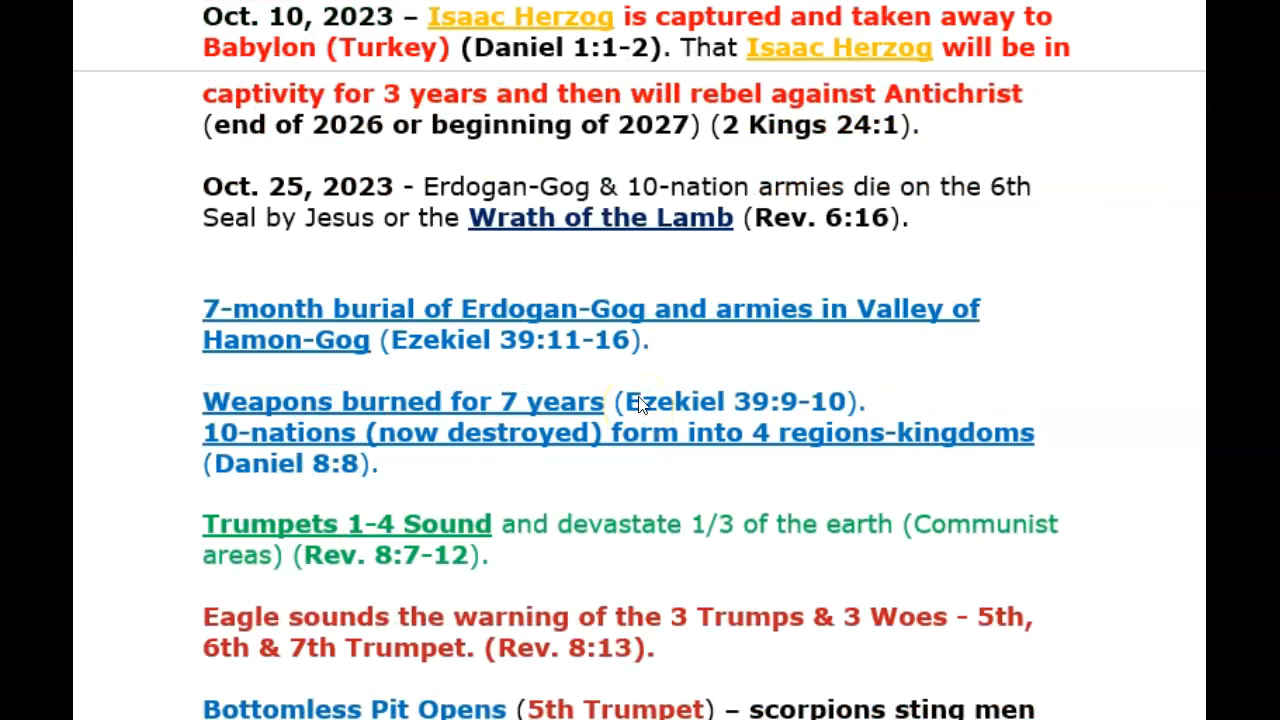 Oct. 10, 2023 – Isaac Herzog is captured and taken away to
Babylon (Turkey) (Daniel 1:1-2). That Isaac Herzog will be in
captivity for 3 years and then will rebel against Antichrist
(end of 2026 or beginning of 2027) (2 Kings 24:1).
Oct. 25, 2023 - Erdogan-Gog & 10-nation armies die on the 6th
Seal by Jesus or the Wrath of the Lamb (Rev. 6:16).
7-month burial of Erdogan-Gog and armies in Valley of
Hamon-Gog (Ezekiel 39:11-16).
Weapons burned for 7 years (Ezekiel 39:9-10).
10-nations (now destroyed) form into 4 regions-kingdoms
(Daniel 8:8).
Trumpets 1-4 Sound and devastate 1/3 of the earth (Communist
areas) (Rev. 8:7-12).
Eagle sounds the warning of the 3 Trumps & 3 Woes - 5th,
6th & 7th Trumpet. (Rev. 8:13).
Bottomless Pit Opens (5th Trumpet) – scorpions sting men